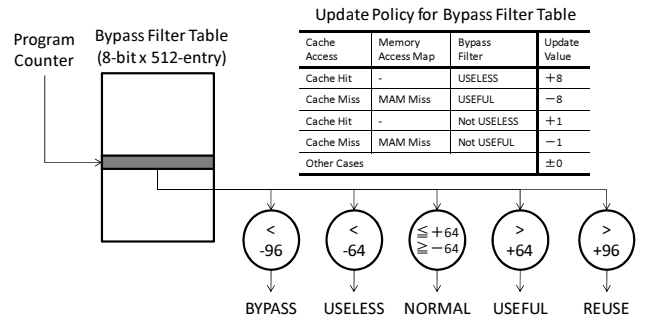 Update Policy for Bypass Filter Table
Program
Counter
Bypass Filter Table
(8-bit x 512-entry)
Cache Access Memory Access Map Bypass Filter Update Value
Cache Hit - USELESS +8
Cache Miss MAM Miss USEFUL −8
Cache Hit - Not USELESS +1
Cache Miss MAM Miss Not USEFUL −1
Other Cases ±0
< -96
< -64
≦+64 ≧−64
> +64
> +96
BYPASS USELESS NORMAL USEFUL REUSE